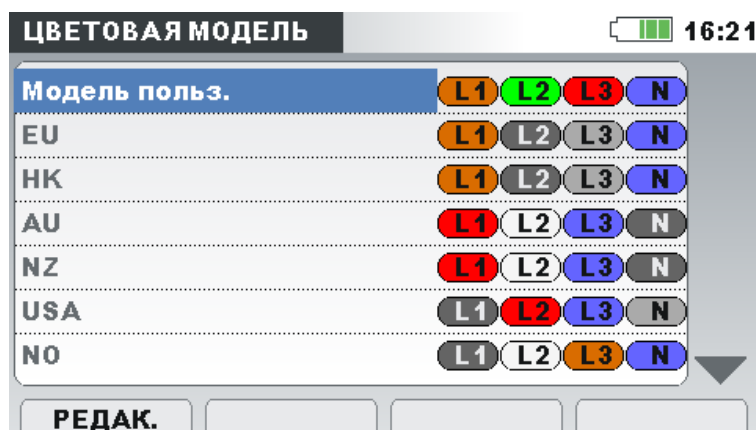 ЦВЕТОВАЯ МОДЕЛЬ 16:21
Модель польз. L1 L2 L3 N
EU L1 L2 L3 N
HK L1 L2 L3 N
AU L1 L2 L3 N
NZ L1 L2 L3 N
USA L1 L2 L3 N
NO L1 L2 L3 N
РЕДАК.